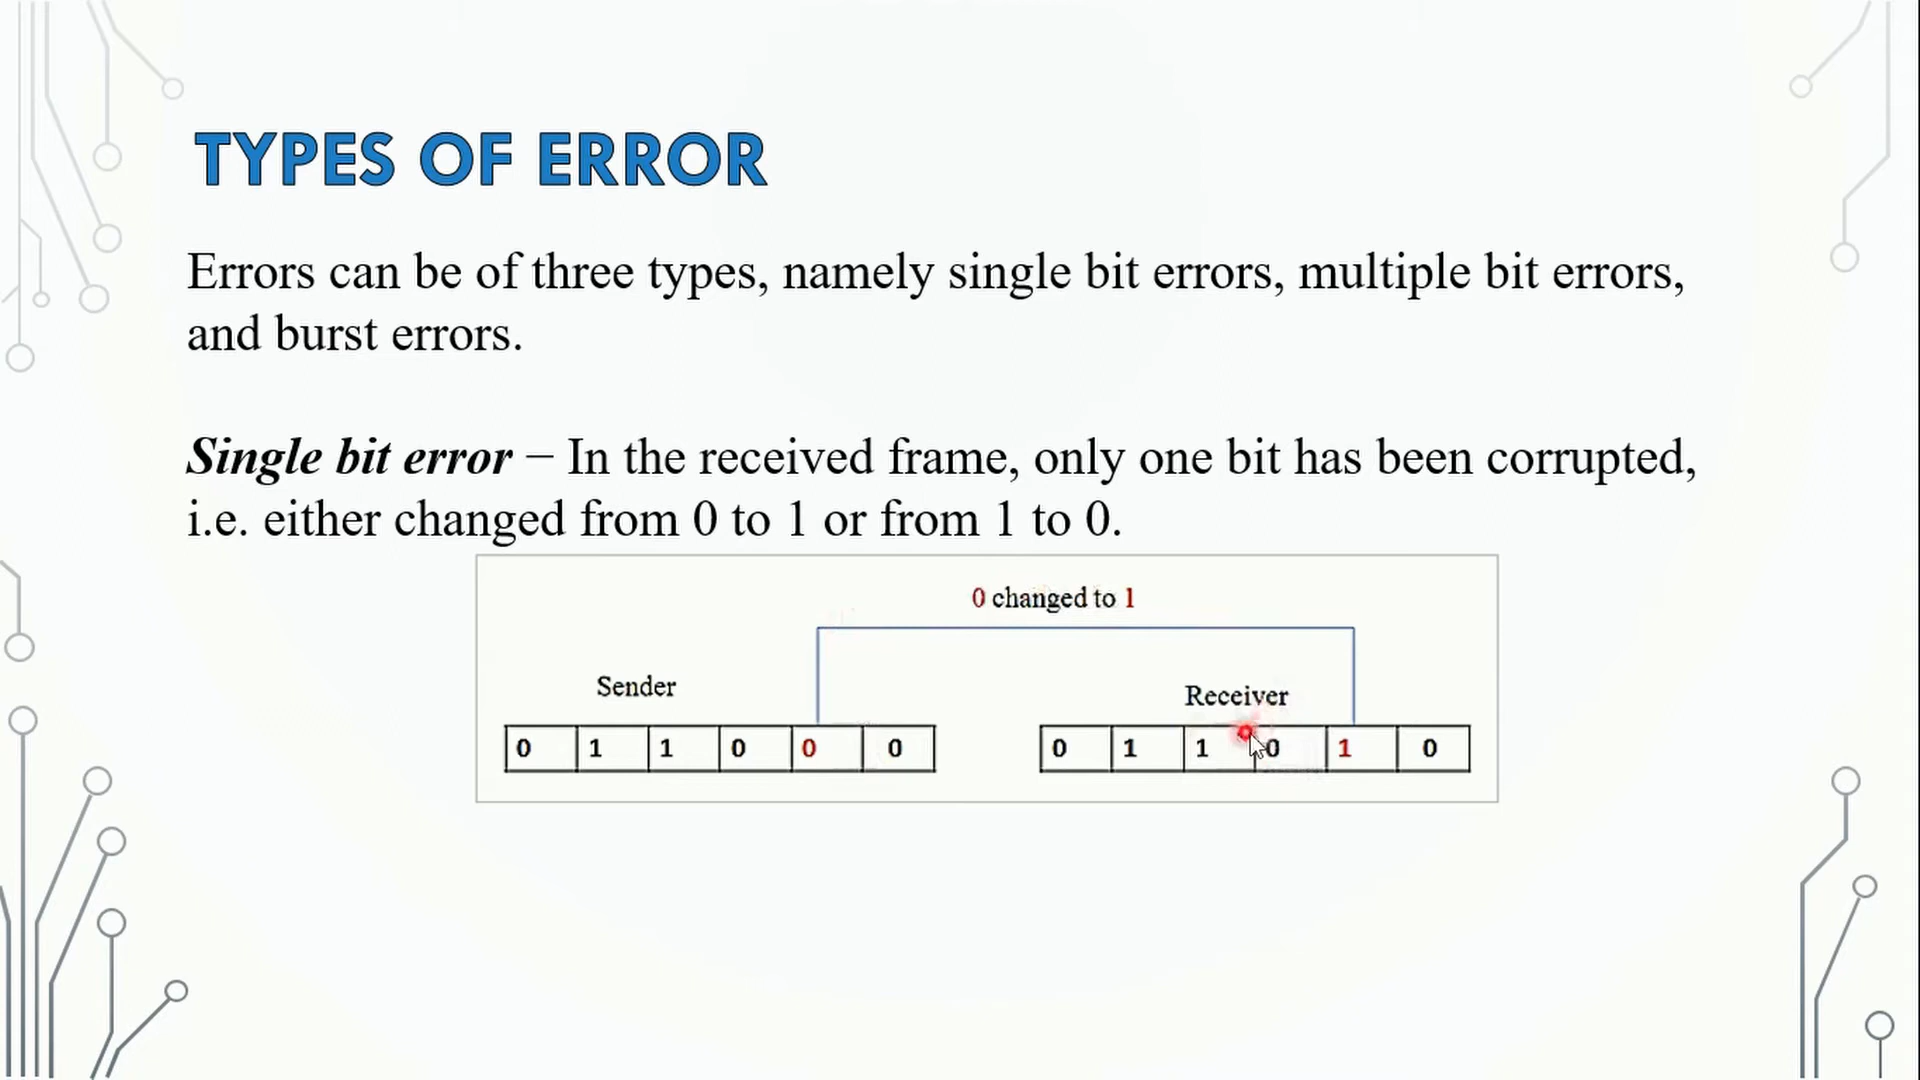 TYPES OF ERROR
Errors can be of three types, namely single bit errors, multiple bit errors,
and burst errors.
Single bit error – In the received frame, only one bit has been corrupted,
i.e. either changed from 0 to 1 or from 1 to 0.
0 changed to 1
Sender
Receiver
0 1 1 0 0 0
0 1 1 0 1 0